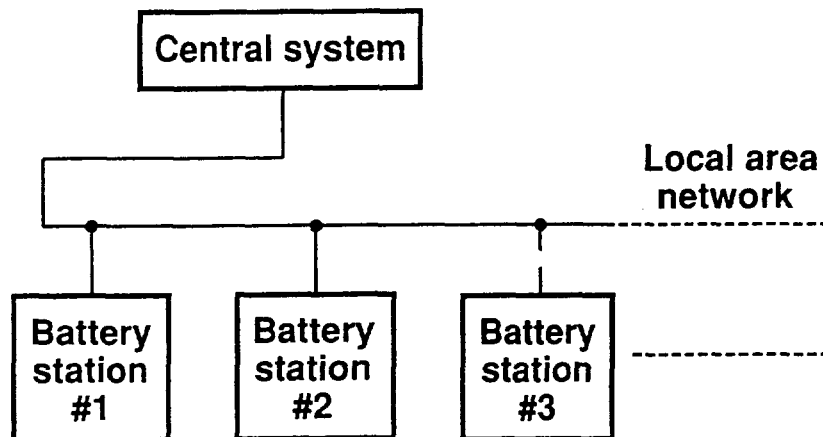 Central system
Local area
network
Battery
station
#1
Battery
station
#2
Battery
station
#3